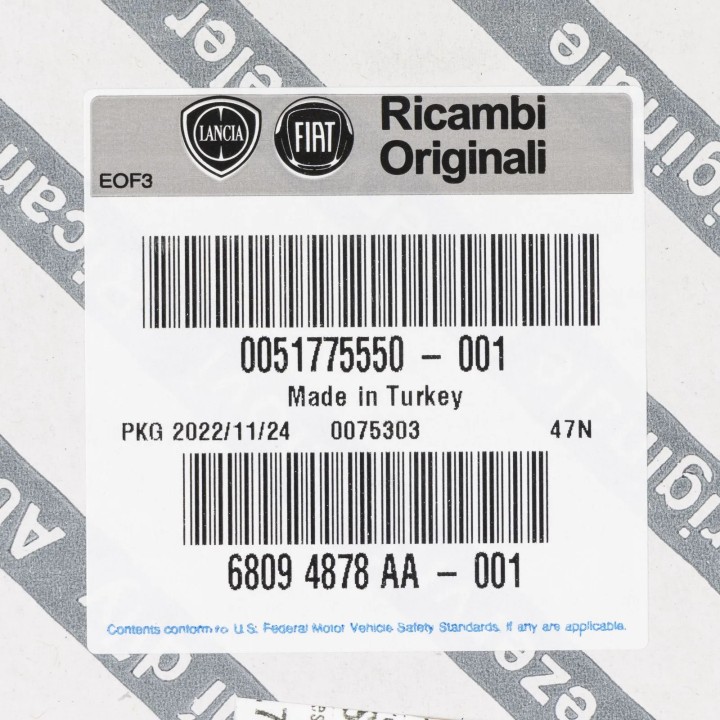 LANCIA
FIAT
Ricambi
Originali
EOF3
0051775550 - 001
Made in Turkey
PKG 2022/11/24 0075303 47N
6809 4878 AA - 001
Contents conform to U.S. Federal Motor Vehicle Safety Standards. If any are applicable.